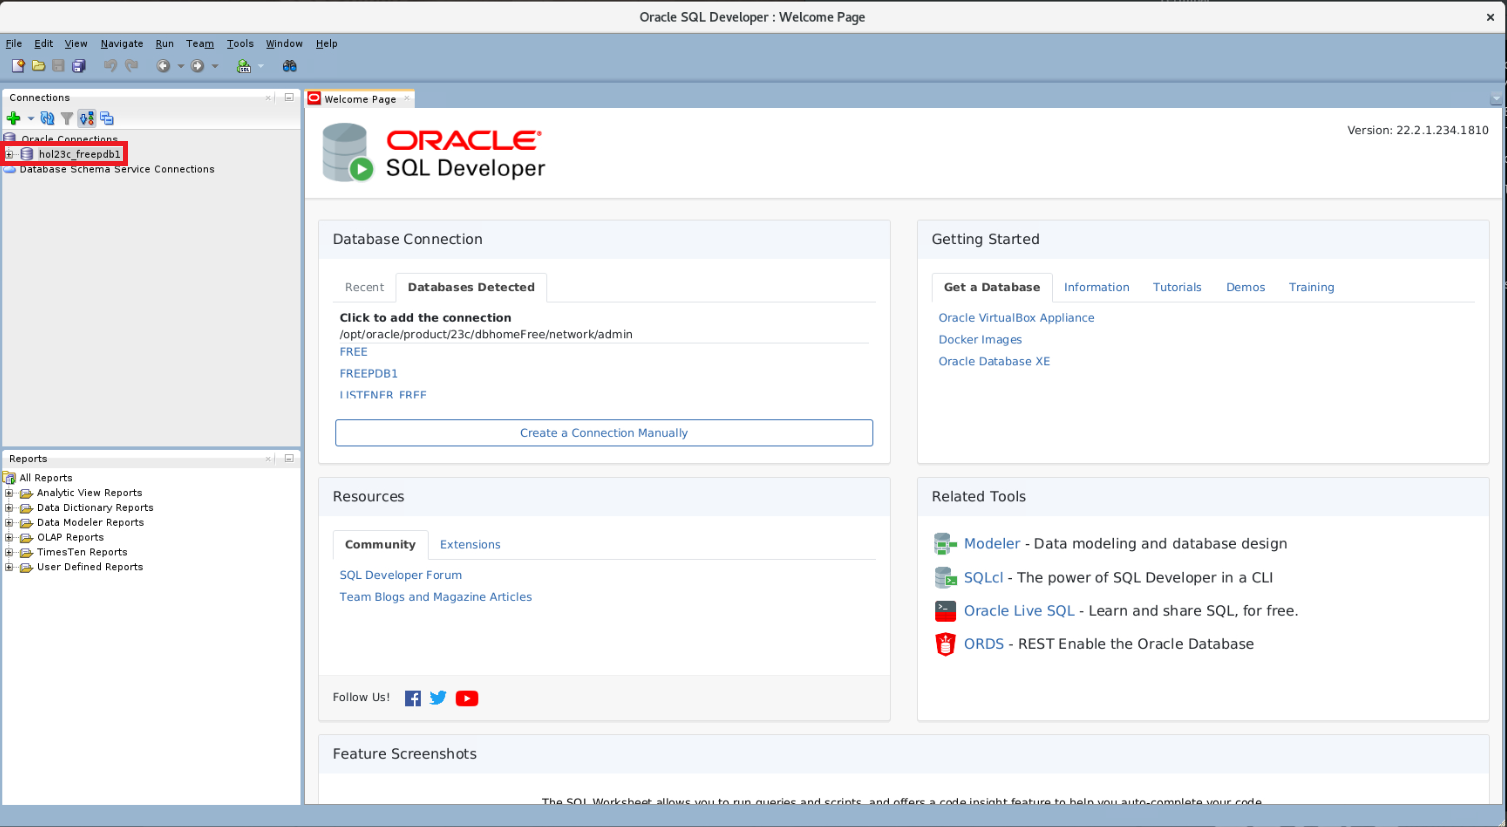 Oracle SQL Developer : Welcome Page
File Edit View Navigate Run Team Tools Window Help
Connections
Oracle Connections
hol23c_freepdb1
Database Schema Service Connections
Reports
All Reports
Analytic View Reports
Data Dictionary Reports
Data Modeler Reports
OLAP Reports
TimesTen Reports
User Defined Reports
Welcome Page
ORACLE
SQL Developer
Version: 22.2.1.234.1810
Database Connection
Recent Databases Detected
Click to add the connection
/opt/oracle/product/23c/dbhomeFree/network/admin
FREE
FREEPDB1
LISTENER_FREE
Create a Connection Manually
Getting Started
Get a Database Information Tutorials Demos Training
Oracle VirtualBox Appliance
Docker Images
Oracle Database XE
Resources
Community Extensions
SQL Developer Forum
Team Blogs and Magazine Articles
Follow Us!
Related Tools
Modeler - Data modeling and database design
SQLcl - The power of SQL Developer in a CLI
Oracle Live SQL - Learn and share SQL, for free.
ORDS - REST Enable the Oracle Database
Feature Screenshots
The SQL Worksheet allows you to run queries and scripts, and offers a code insight feature to help you auto-complete your code.